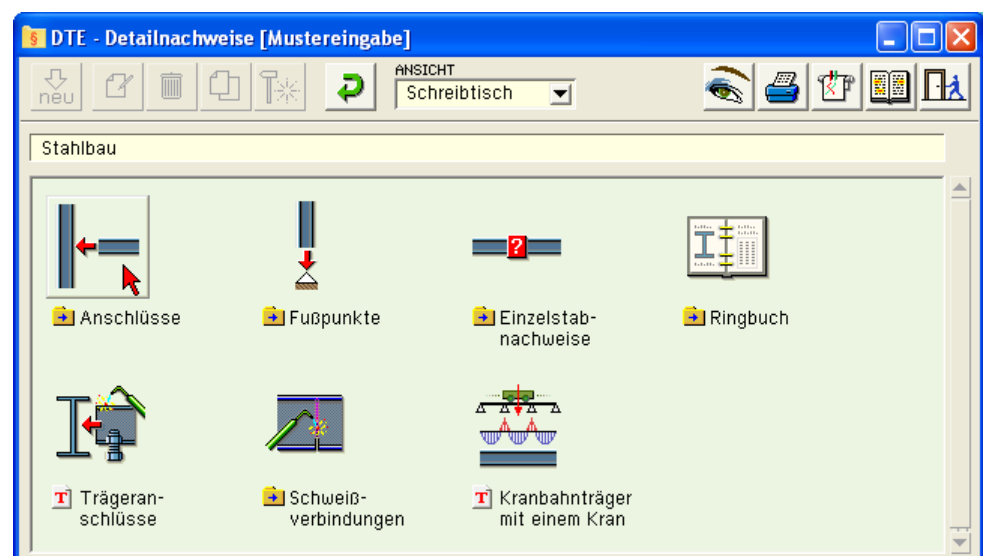 § DTE - Detailnachweise [Mustereingabe]
neu
ANSICHT
Schreibtisch
Stahlbau
?
Anschlüsse
Fußpunkte
Einzelstab-
nachweise
Ringbuch
T Trägeran-
schlüsse
Schweiß-
verbindungen
T Kranbahnträger
mit einem Kran